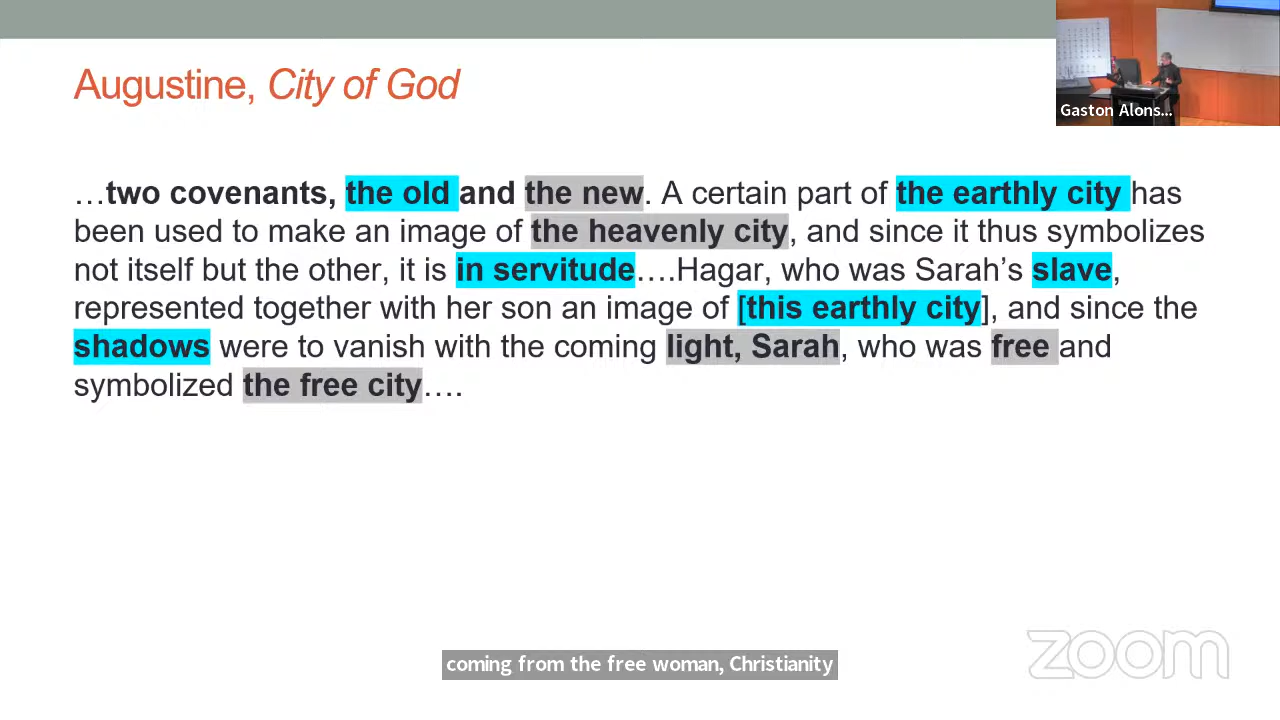 Augustine, City of God
Gaston Alons...
…two covenants, the old and the new. A certain part of the earthly city has
been used to make an image of the heavenly city, and since it thus symbolizes
not itself but the other, it is in servitude….Hagar, who was Sarah’s slave,
represented together with her son an image of [this earthly city], and since the
shadows were to vanish with the coming light, Sarah, who was free and
symbolized the free city….
coming from the free woman, Christianity
zoom